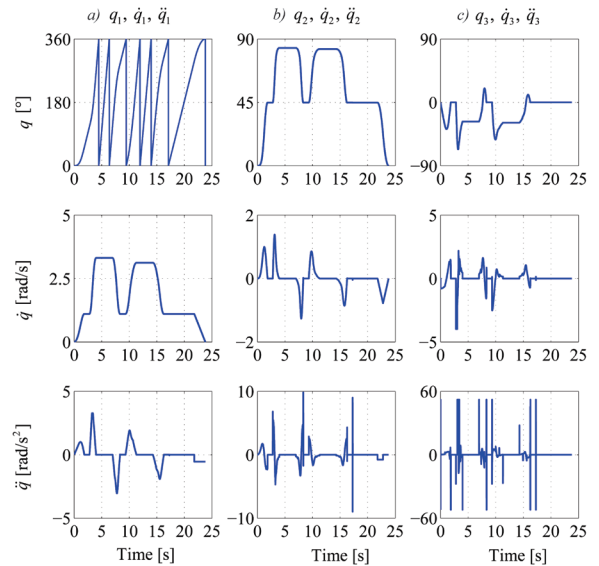 a) q₁, q̇₁, q̈₁ b) q₂, q̇₂, q̈₂ c) q₃, q̇₃, q̈₃
360 90 90
q [°] 180 45 0
0 0 −90
0 5 10 15 20 25 0 5 10 15 20 25 0 5 10 15 20 25
5 2 5
q̇ [rad/s] 2.5 0 0
0 −2 −5
0 5 10 15 20 25 0 5 10 15 20 25 0 5 10 15 20 25
5 10 60
q̈ [rad/s²] 0 0 0
−5 −10 −60
0 5 10 15 20 25 0 5 10 15 20 25 0 5 10 15 20 25
Time [s] Time [s] Time [s]